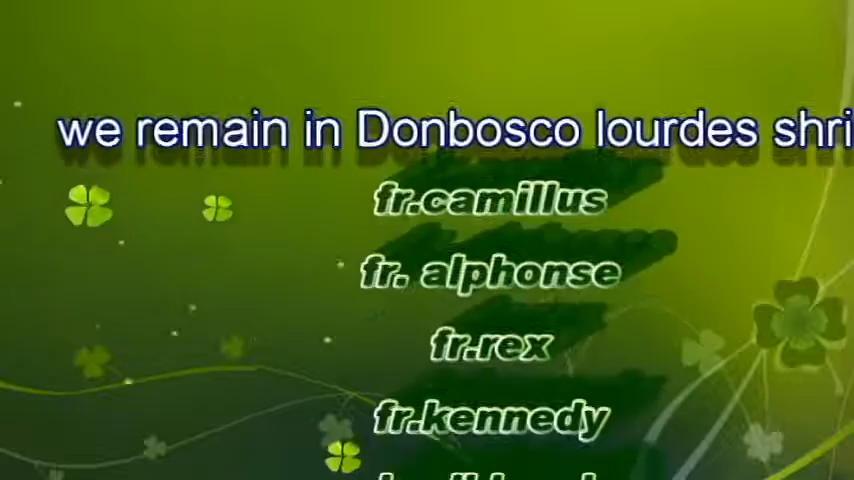 we remain in Donbosco lourdes shri
fr.camillus
fr. alphonse
fr.rex
fr.kennedy